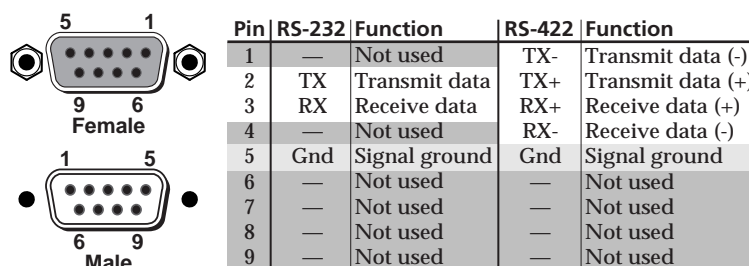 5 1
9 6
Female
1 5
6 9
Male
Pin RS-232 Function RS-422 Function
1 — Not used TX- Transmit data (-)
2 TX Transmit data TX+ Transmit data (+)
3 RX Receive data RX+ Receive data (+)
4 — Not used RX- Receive data (-)
5 Gnd Signal ground Gnd Signal ground
6 — Not used — Not used
7 — Not used — Not used
8 — Not used — Not used
9 — Not used — Not used